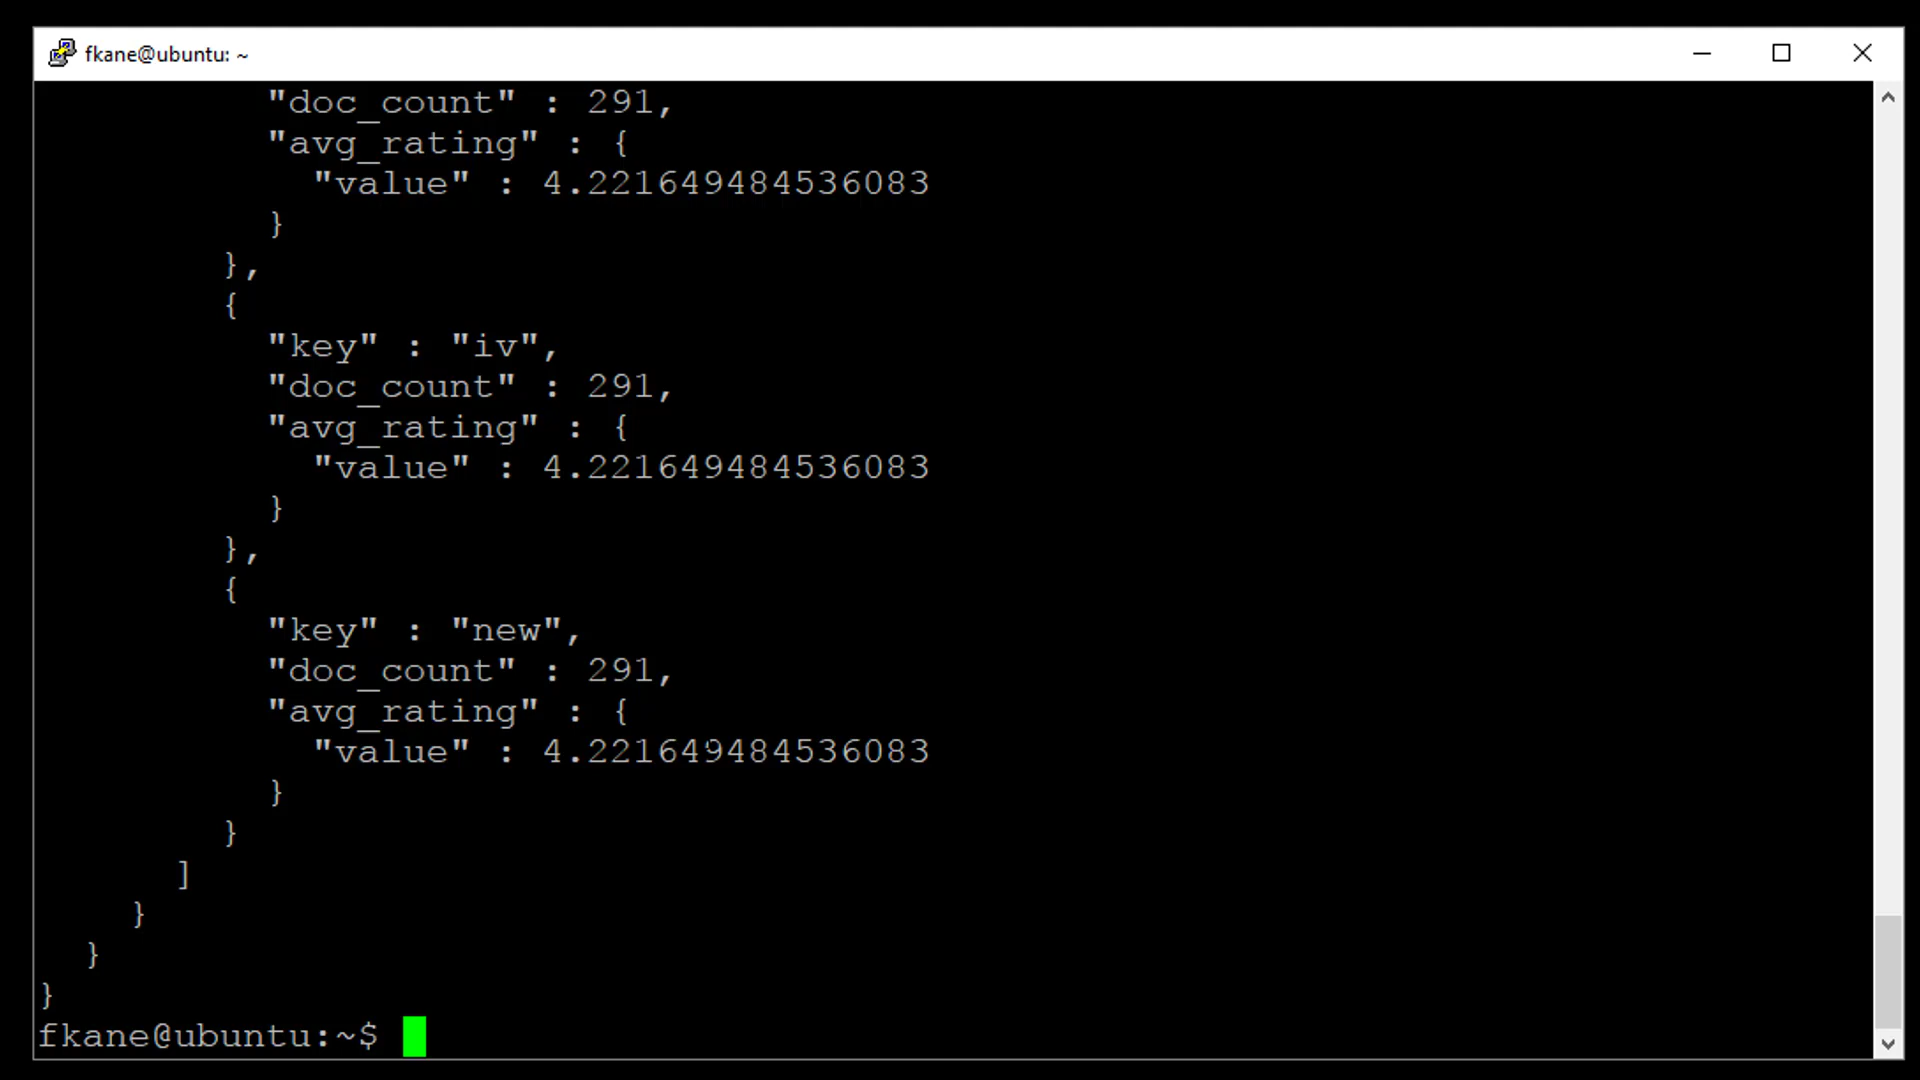 fkane@ubuntu: ~
"doc_count" : 291,
"avg_rating" : {
"value" : 4.221649484536083
}
},
{
"key" : "iv",
"doc_count" : 291,
"avg_rating" : {
"value" : 4.221649484536083
}
},
{
"key" : "new",
"doc_count" : 291,
"avg_rating" : {
"value" : 4.221649484536083
}
}
]
}
}
}
fkane@ubuntu:~$